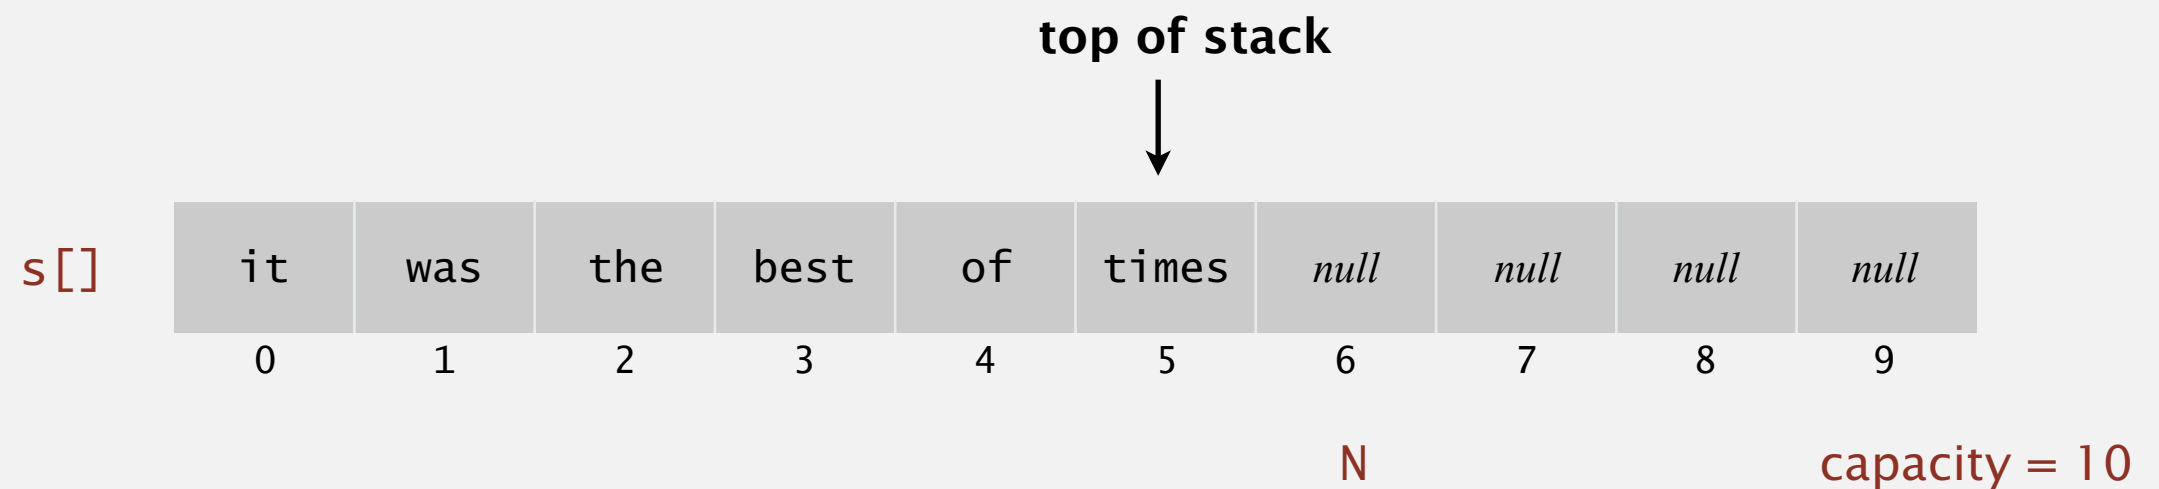 top of stack
s[] it was the best of times null null null null
0 1 2 3 4 5 6 7 8 9
N capacity = 10